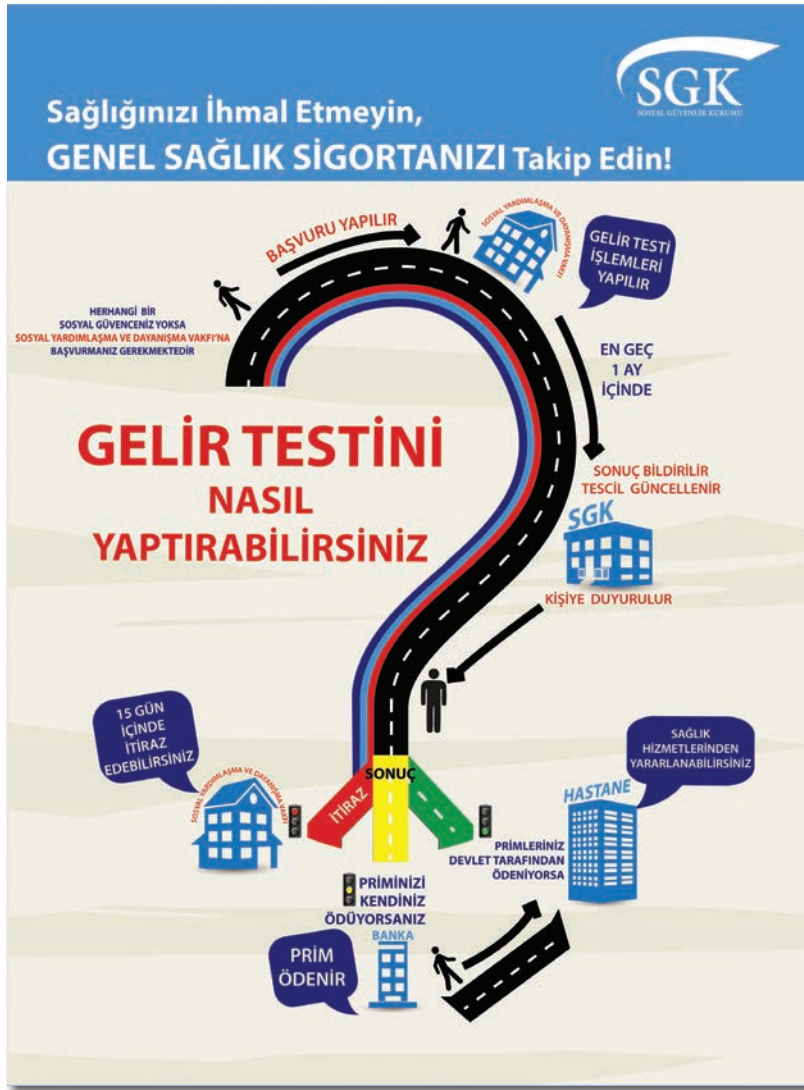 SGK
SOSYAL GÜVENLİK KURUMU
Sağlığınızı İhmal Etmeyin,
GENEL SAĞLIK SİGORTANIZI Takip Edin!
BAŞVURU YAPILIR
SOSYAL YARDIMLAŞMA VE DAYANIŞMA VAKFI
GELİR TESTİ
İŞLEMLERİ
YAPILIR
HERHANGİ BİR
SOSYAL GÜVENCENİZ YOKSA
SOSYAL YARDIMLAŞMA VE DAYANIŞMA VAKFI'NA
BAŞVURMANIZ GEREKMEKTEDİR
EN GEÇ
1 AY
İÇİNDE
GELİR TESTİNİ
NASIL
YAPTIRABİLİRSİNİZ
SONUÇ BİLDİRİLİR
TESCİL GÜNCELLENİR
SGK
KİŞİYE DUYURULUR
15 GÜN
İÇİNDE
İTİRAZ
EDEBİLİRSİNİZ
SOSYAL YARDIMLAŞMA VE DAYANIŞMA VAKFI
İTİRAZ
SONUÇ
SAĞLIK
HİZMETLERİNDEN
YARARLANABİLİRSİNİZ
HASTANE
PRİMLERİNİZ
DEVLET TARAFINDAN
ÖDENİYORSA
PRİMİNİZİ
KENDİNİZ
ÖDÜYORSANIZ
BANKA
PRİM
ÖDENİR